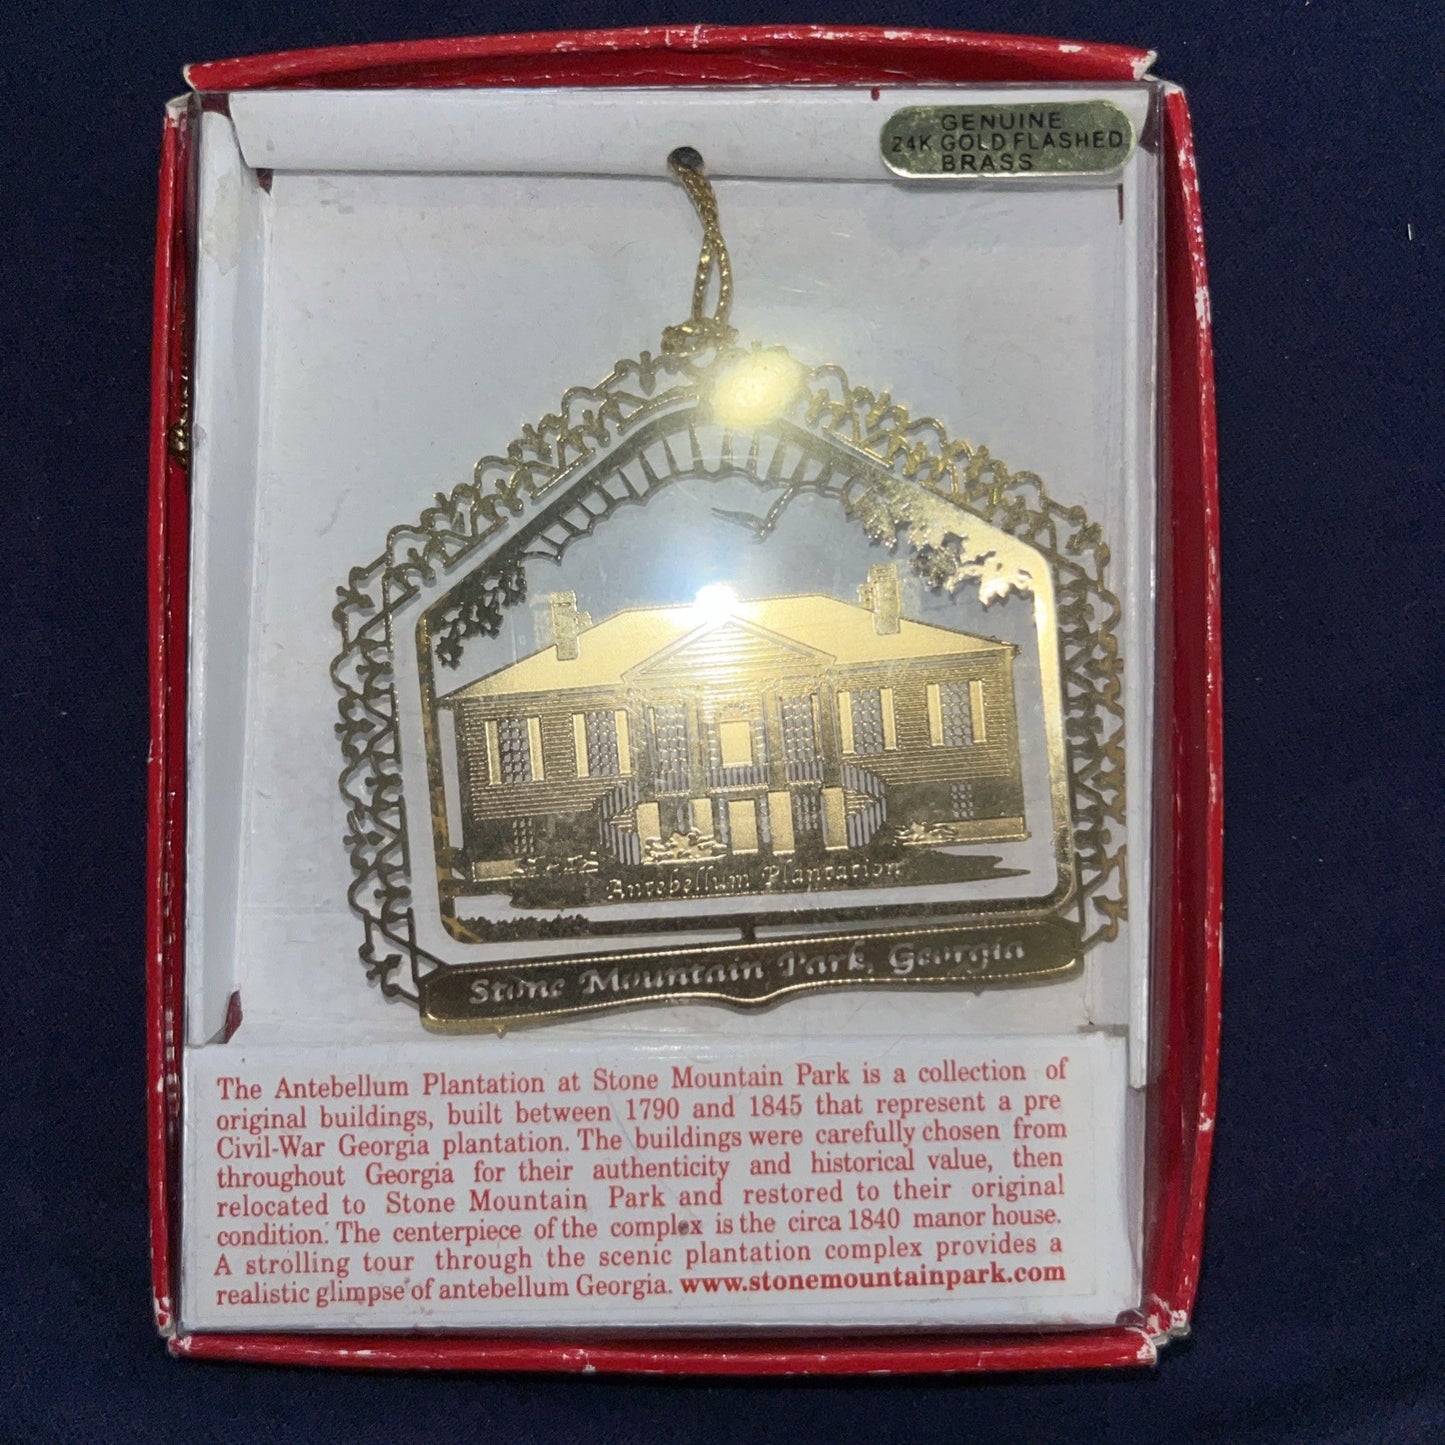 GENUINE
24K GOLD FLASHED
BRASS
Antebellum Plantation
Stone Mountain Park, Georgia
The Antebellum Plantation at Stone Mountain Park is a collection of
original buildings, built between 1790 and 1845 that represent a pre
Civil-War Georgia plantation. The buildings were carefully chosen from
throughout Georgia for their authenticity and historical value, then
relocated to Stone Mountain Park and restored to their original
condition. The centerpiece of the complex is the circa 1840 manor house.
A strolling tour through the scenic plantation complex provides a
realistic glimpse of antebellum Georgia. www.stonemountainpark.com